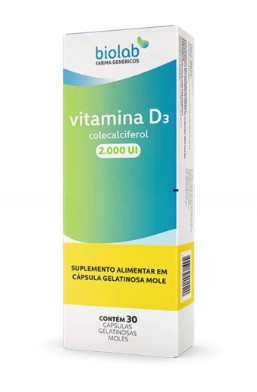 biolab
FARMA GENÉRICOS
vitamina D3
colecalciferol
2.000 UI
SUPLEMENTO ALIMENTAR EM
CÁPSULA GELATINOSA MOLE
CONTÉM 30
CÁPSULAS
GELATINOSAS
MOLES